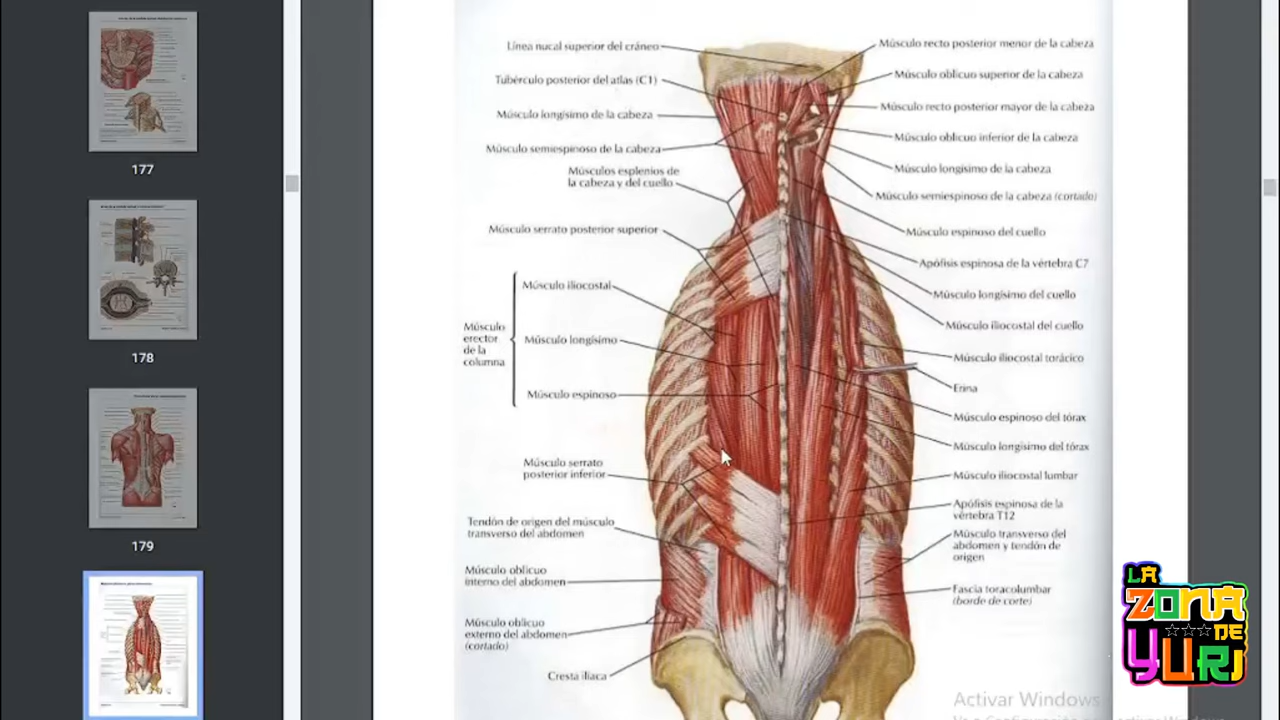 177
178
179
Línea nucal superior del cráneo
Tubérculo posterior del atlas (C1)
Músculo longísimo de la cabeza
Músculo semiespinoso de la cabeza
Músculos esplenios de
la cabeza y del cuello
Músculo serrato posterior superior
Músculo
erector
de la
columna
Músculo iliocostal
Músculo longísimo
Músculo espinoso
Músculo serrato
posterior inferior
Tendón de origen del músculo
transverso del abdomen
Músculo oblicuo
interno del abdomen
Músculo oblicuo
externo del abdomen
(cortado)
Cresta ilíaca
Músculo recto posterior menor de la cabeza
Músculo oblicuo superior de la cabeza
Músculo recto posterior mayor de la cabeza
Músculo oblicuo inferior de la cabeza
Músculo longísimo de la cabeza
Músculo semiespinoso de la cabeza (cortado)
Músculo espinoso del cuello
Apófisis espinosa de la vértebra C7
Músculo longísimo del cuello
Músculo iliocostal del cuello
Músculo iliocostal torácico
Erina
Músculo espinoso del tórax
Músculo longísimo del tórax
Músculo iliocostal lumbar
Apófisis espinosa de la
vértebra T12
Músculo transverso del
abdomen y tendón de
origen
Fascia toracolumbar
(borde de corte)
LA
ZONA
DE
YURI
Activar Windows